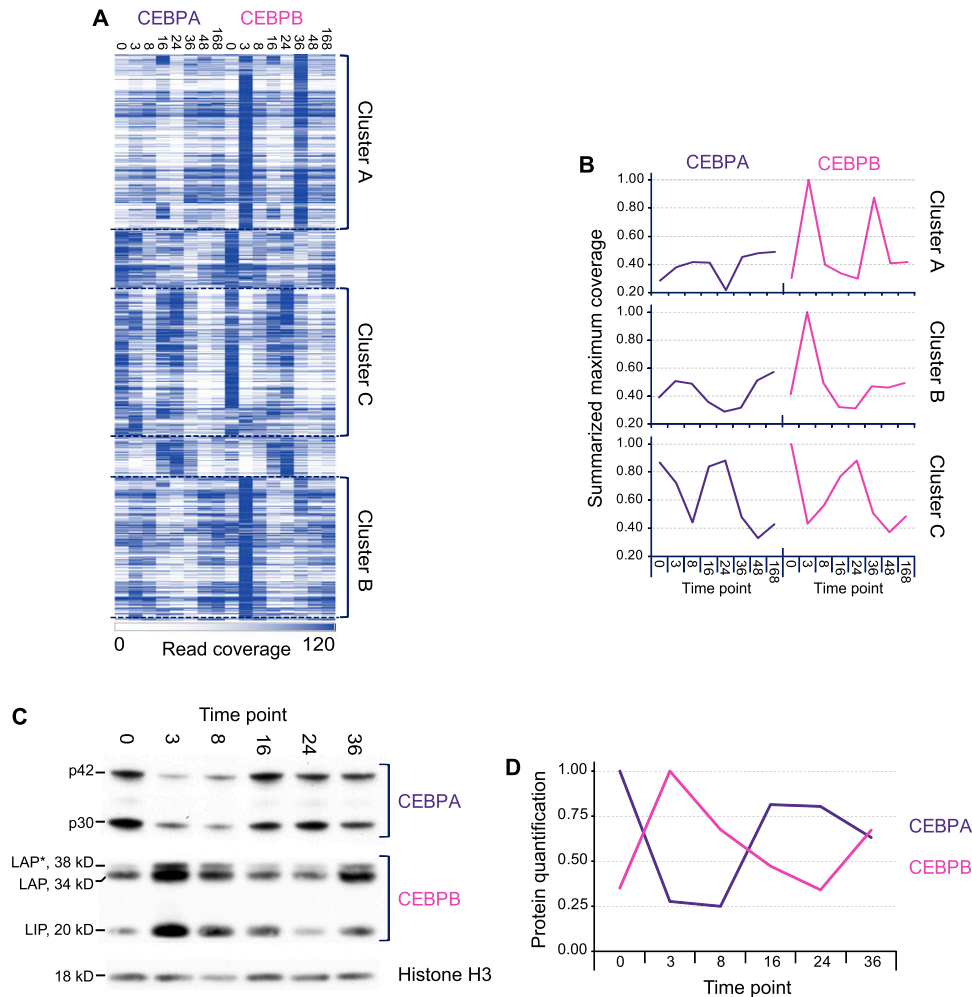 A
CEBPA CEBPB
0 3 8 16 24 36 48 168 0 3 8 16 24 36 48 168
Cluster A
Cluster C
Cluster B
0 Read coverage 120
B
CEBPA CEBPB
Summarized maximum coverage
1.00
0.80
0.60
0.40
0.20
Cluster A
1.00
0.80
0.60
0.40
0.20
Cluster B
1.00
0.80
0.60
0.40
0.20
Cluster C
0 3 8 16 24 36 48 168 0 3 8 16 24 36 48 168
Time point Time point
C
Time point
0 3 8 16 24 36
p42
p30
CEBPA
LAP*, 38 kD
LAP, 34 kD
LIP, 20 kD
CEBPB
18 kD
Histone H3
D
Protein quantification
1.00
0.75
0.50
0.25
0.00
CEBPA
CEBPB
0 3 8 16 24 36
Time point